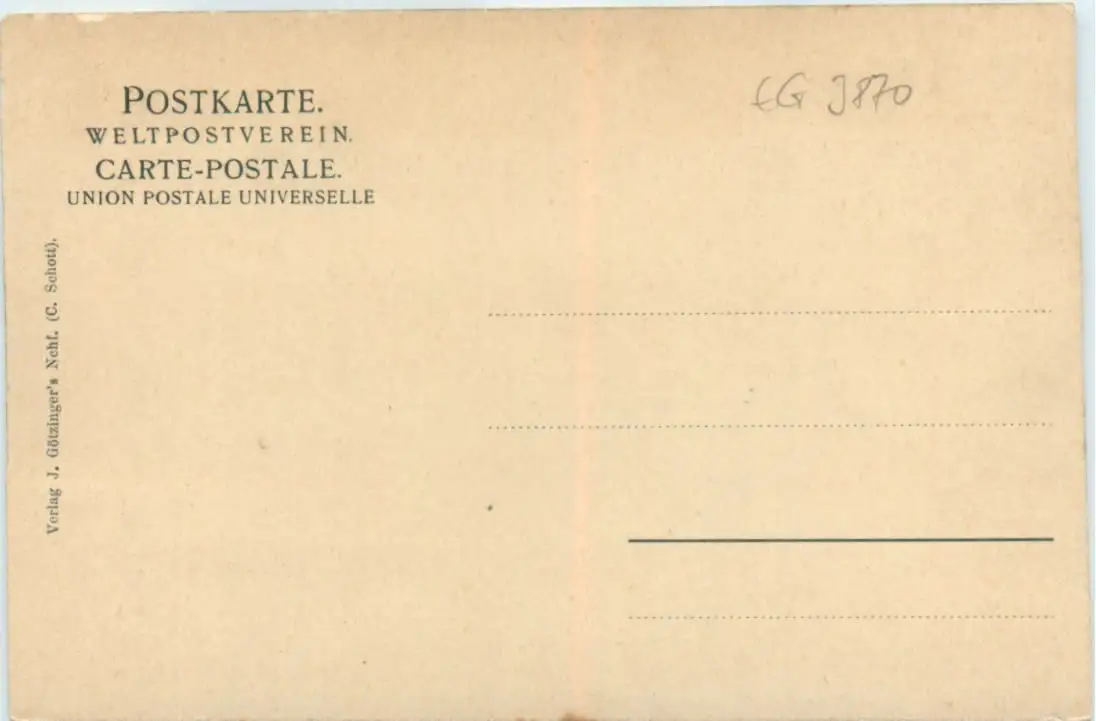 POSTKARTE.
WELTPOSTVEREIN.
CARTE-POSTALE.
UNION POSTALE UNIVERSELLE
Verlag J. Götzinger's Nchf. (C. Schott).